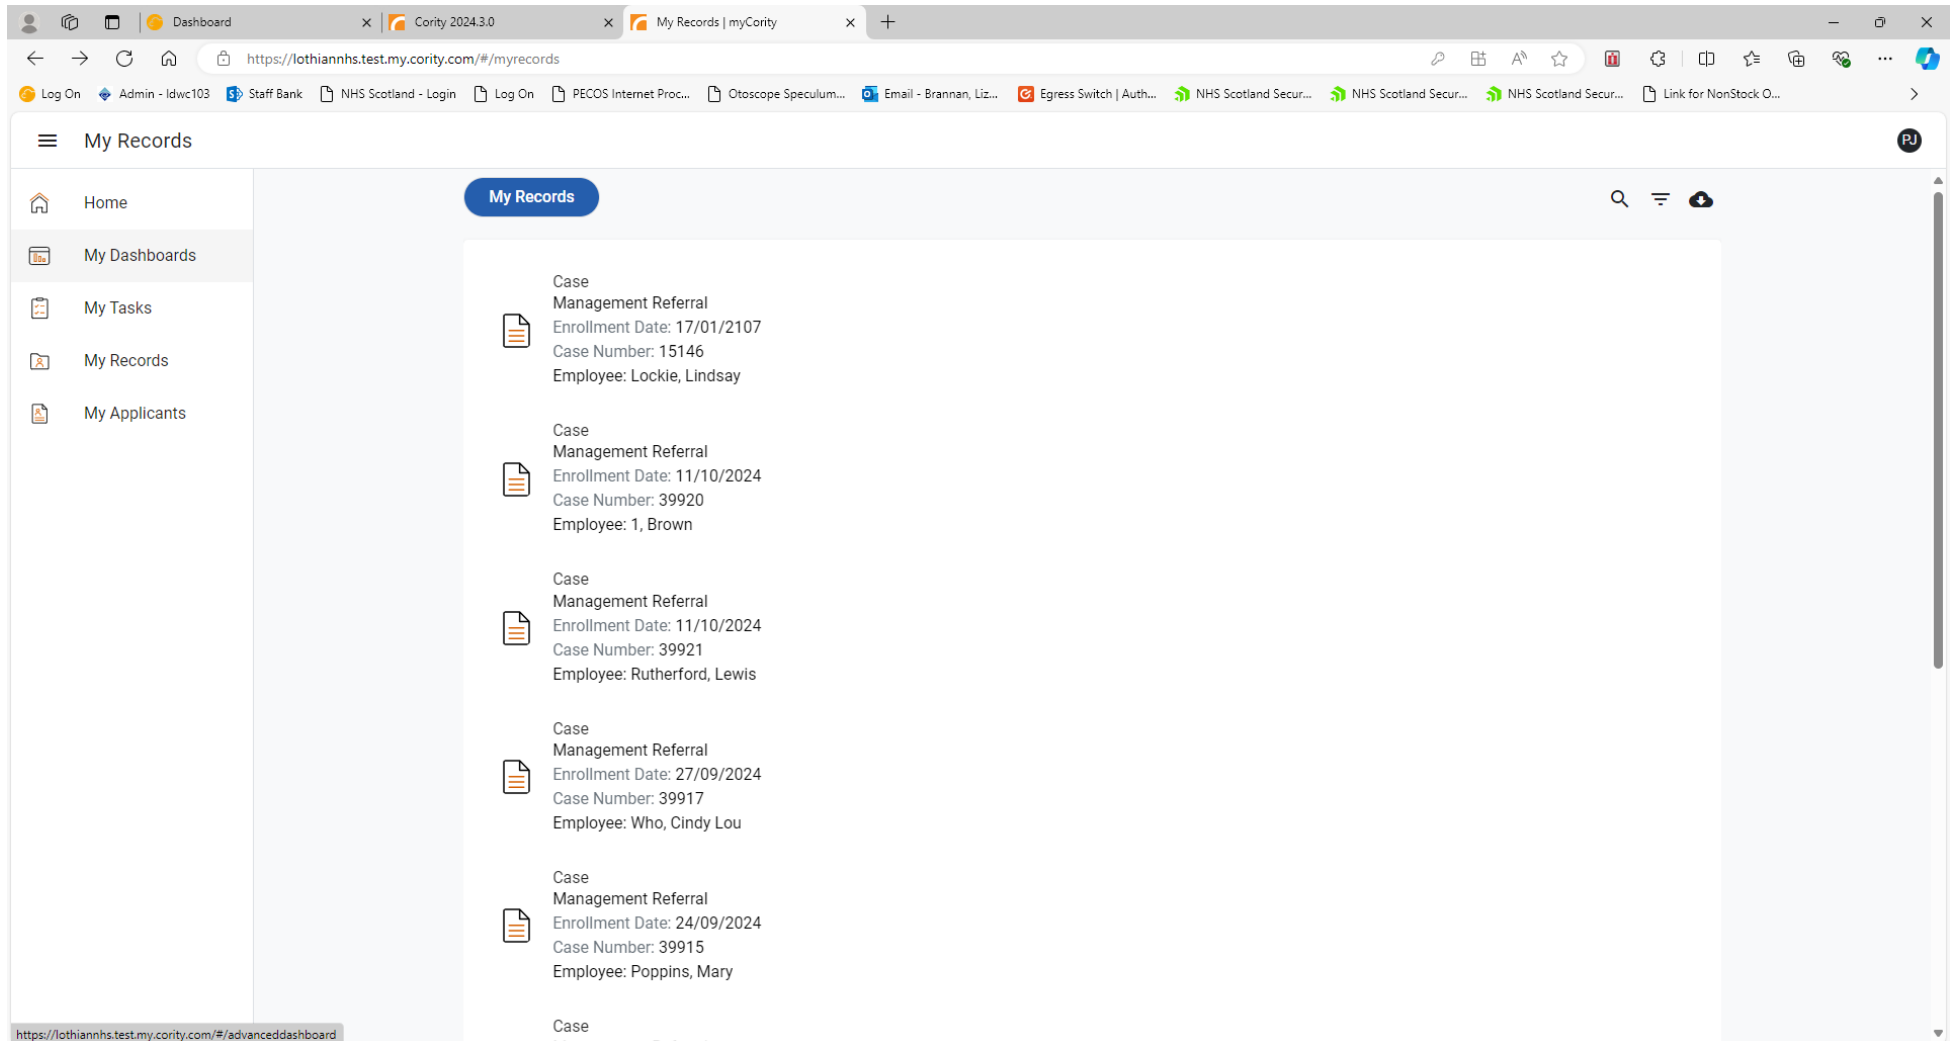 Dashboard
Cority 2024.3.0
My Records | myCority
https://lothiannhs.test.my.cority.com/#/myrecords
Log On
Admin - ldwc103
Staff Bank
NHS Scotland - Login
Log On
PECOS Internet Proc...
Otoscope Speculum...
Email - Brannan, Liz...
Egress Switch | Auth...
NHS Scotland Secur...
NHS Scotland Secur...
NHS Scotland Secur...
Link for NonStock O...
My Records
PJ
Home
My Dashboards
My Tasks
My Records
My Applicants
My Records
Case
Management Referral
Enrollment Date: 17/01/2107
Case Number: 15146
Employee: Lockie, Lindsay
Case
Management Referral
Enrollment Date: 11/10/2024
Case Number: 39920
Employee: 1, Brown
Case
Management Referral
Enrollment Date: 11/10/2024
Case Number: 39921
Employee: Rutherford, Lewis
Case
Management Referral
Enrollment Date: 27/09/2024
Case Number: 39917
Employee: Who, Cindy Lou
Case
Management Referral
Enrollment Date: 24/09/2024
Case Number: 39915
Employee: Poppins, Mary
Case
https://lothiannhs.test.my.cority.com/#/advanceddashboard